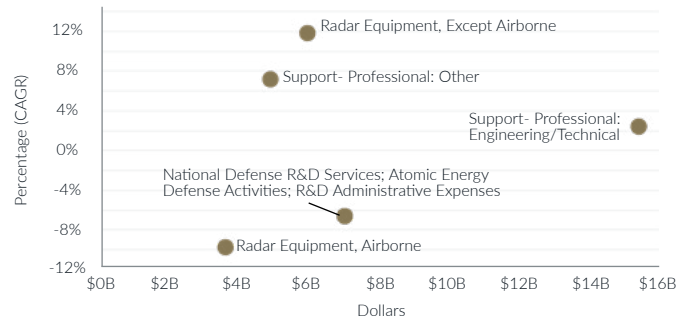 12%
8%
4%
0%
-4%
-8%
-12%
Percentage (CAGR)
Radar Equipment, Except Airborne
Support- Professional: Other
Support- Professional:
Engineering/Technical
National Defense R&D Services; Atomic Energy
Defense Activities; R&D Administrative Expenses
Radar Equipment, Airborne
$0B $2B $4B $6B $8B $10B $12B $14B $16B
Dollars